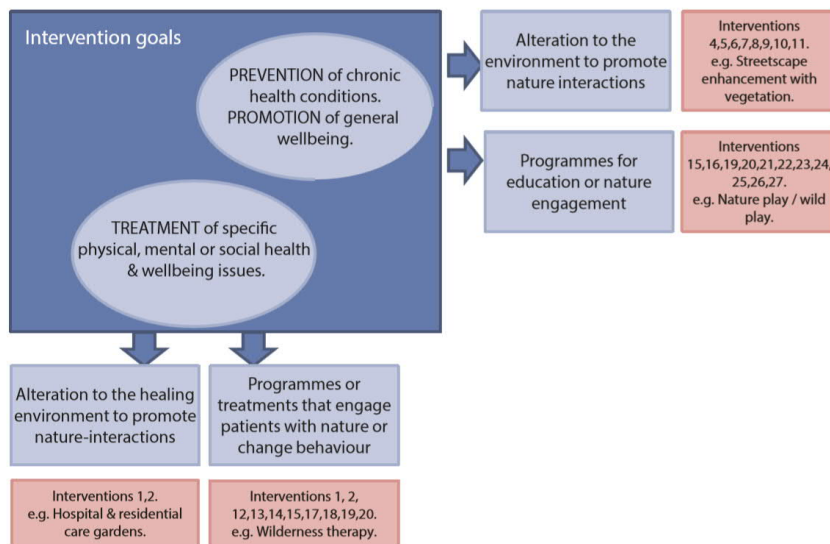 Intervention goals
PREVENTION of chronic
health conditions.
PROMOTION of general
wellbeing.
TREATMENT of specific
physical, mental or social health
& wellbeing issues.
Alteration to the
environment to promote
nature interactions
Interventions
4,5,6,7,8,9,10,11.
e.g. Streetscape
enhancement with
vegetation.
Programmes for
education or nature
engagement
Interventions
15,16,19,20,21,22,23,24,
25,26,27.
e.g. Nature play / wild
play.
Alteration to the healing
environment to promote
nature-interactions
Programmes or
treatments that engage
patients with nature or
change behaviour
Interventions 1,2.
e.g. Hospital & residential
care gardens.
Interventions 1, 2,
12,13,14,15,17,18,19,20.
e.g. Wilderness therapy.